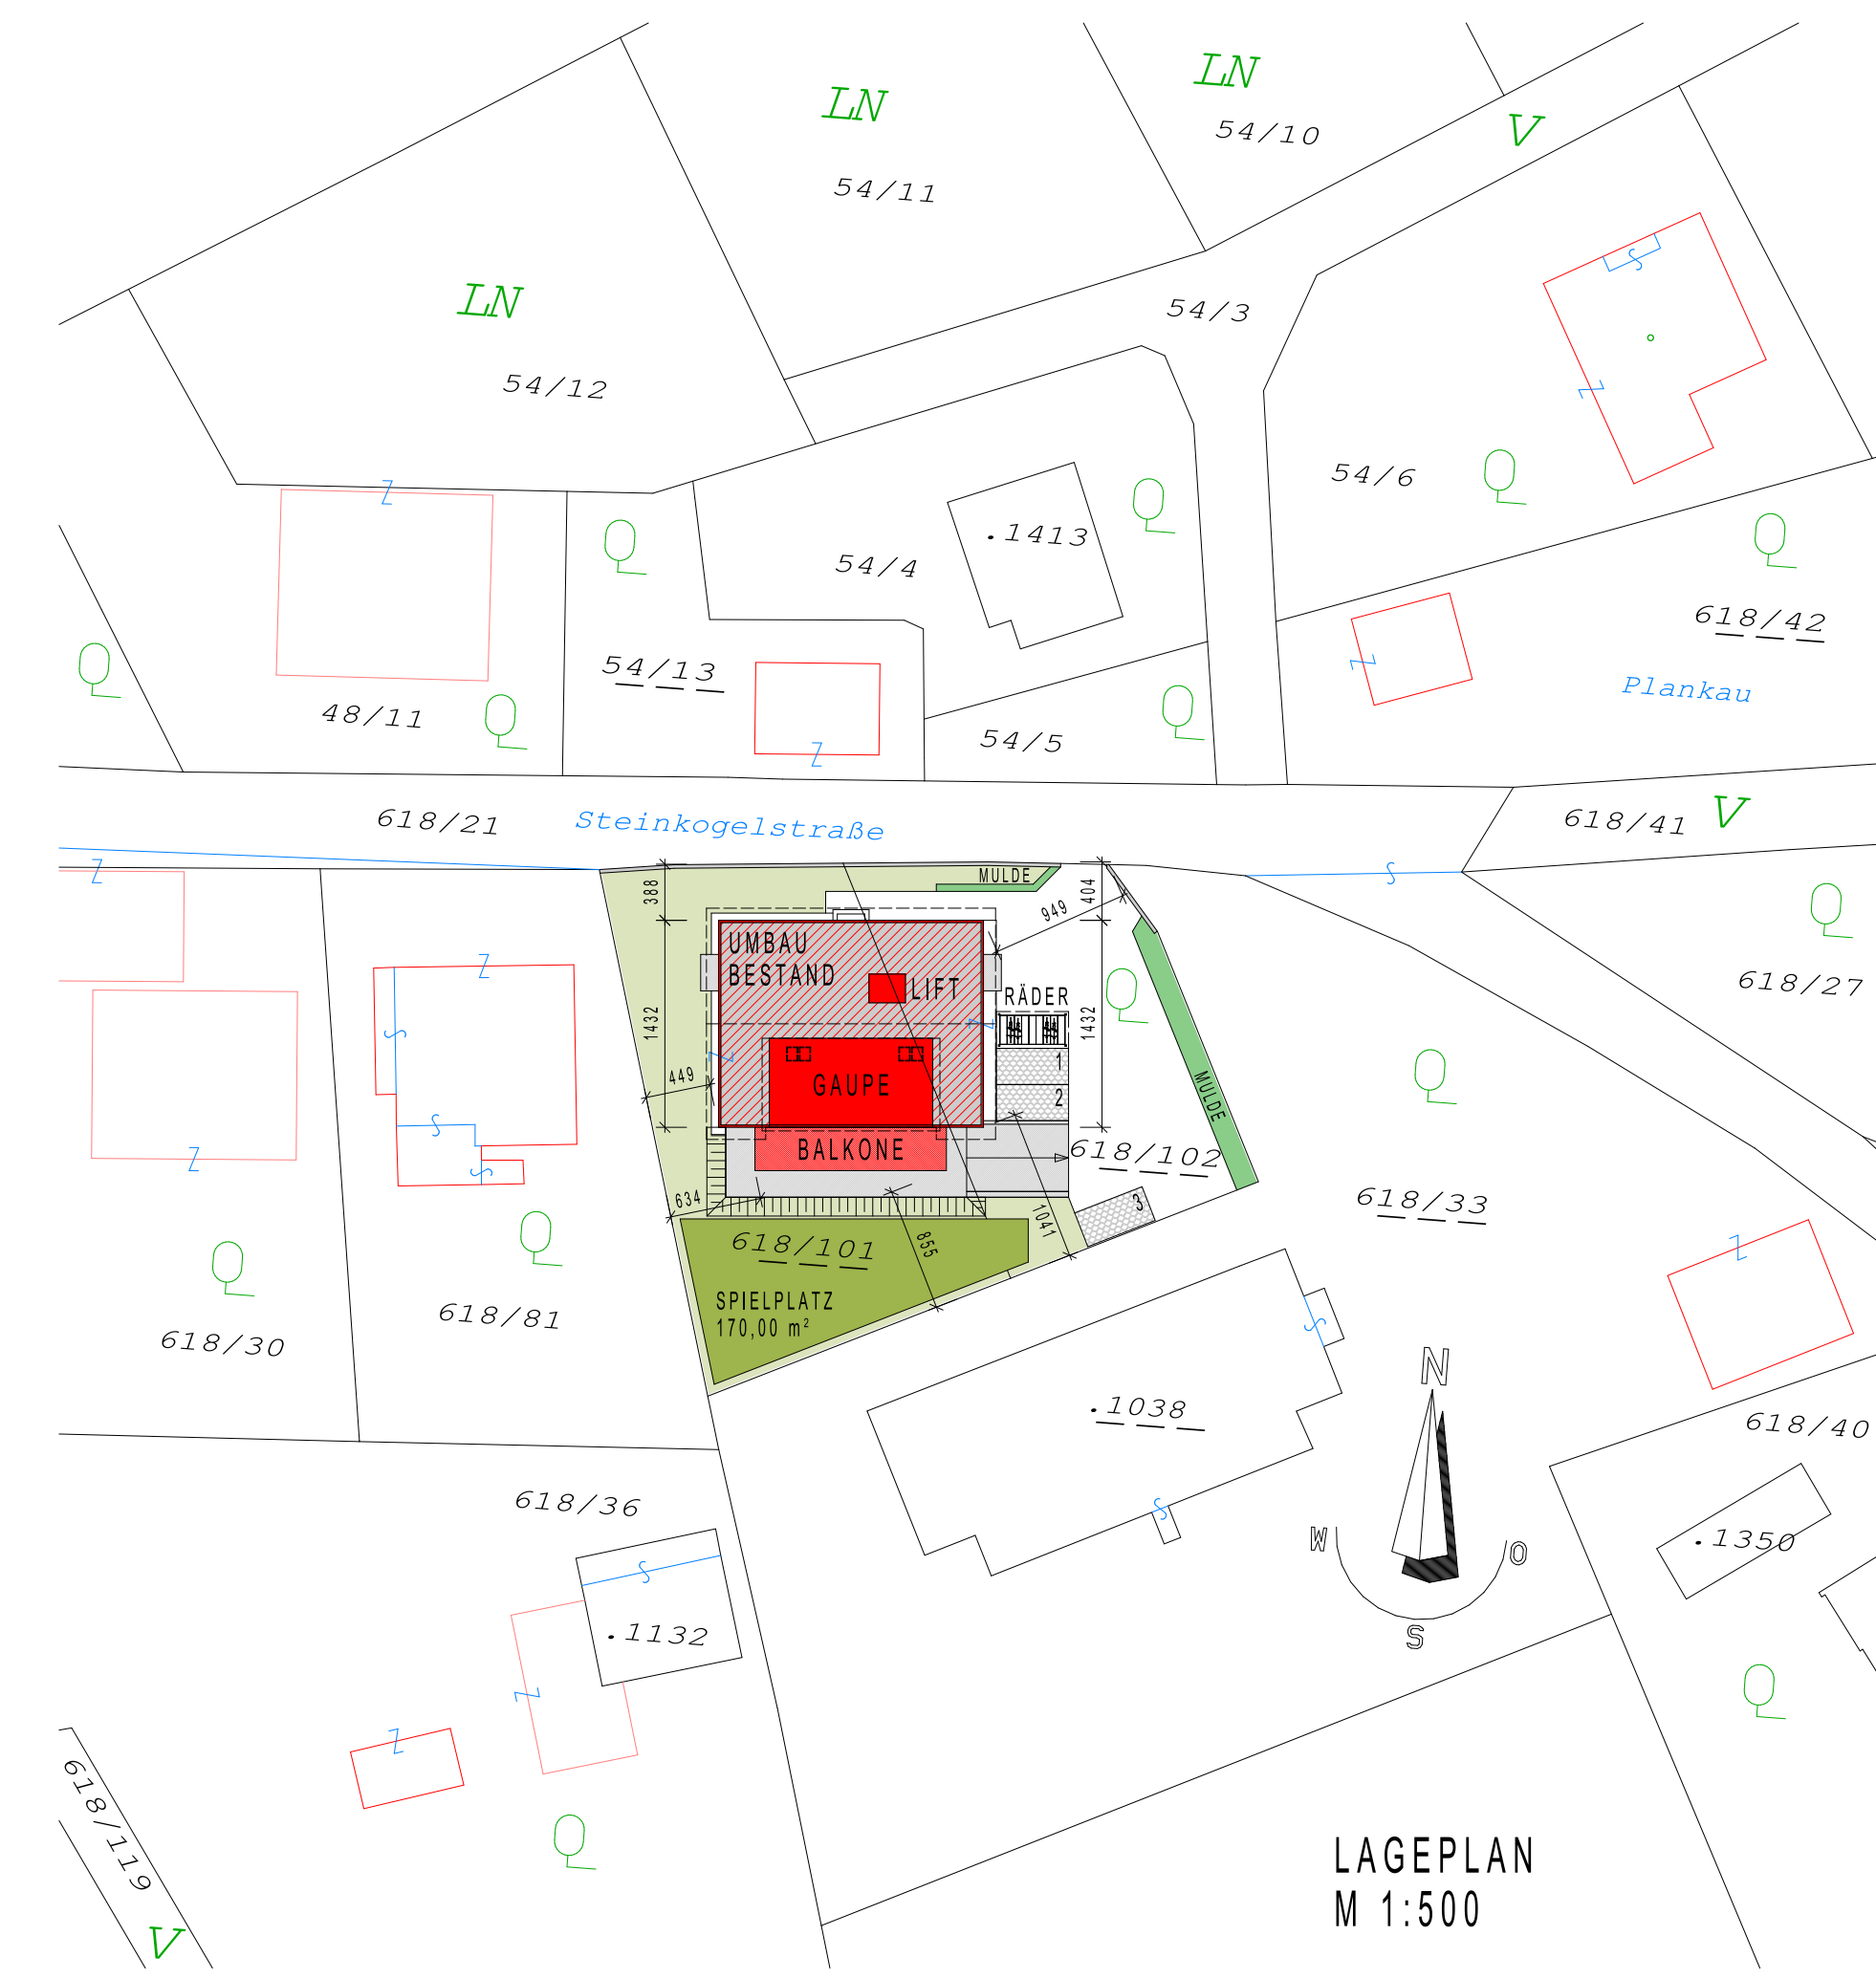 LN
LN
54/10
V
54/11
LN
54/3
54/12
54/6
.1413
54/4
618/42
54/13
Plankau
48/11
54/5
618/21
Steinkogelstraße
618/41
V
MULDE
388
404
949
UMBAU
BESTAND
LIFT
RÄDER
618/27
1432
1432
1
449
GAUPE
2
MULDE
BALKONE
618/102
634
3
618/33
1041
855
618/101
SPIELPLATZ
170,00 m²
618/81
618/30
N
.1038
618/40
618/36
W
O
.1350
S
.1132
618/119
V
LAGEPLAN
M 1:500